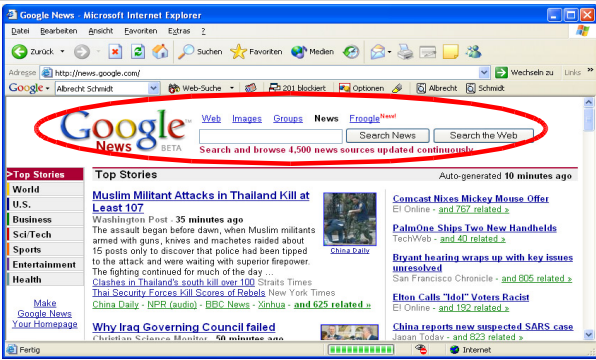 Google News - Microsoft Internet Explorer
Datei Bearbeiten Ansicht Favoriten Extras ?
Zurück Suchen Favoriten Medien
Adresse http://news.google.com/ Wechseln zu Links »
Google Albrecht Schmidt Web-Suche 201 blockiert Optionen Albrecht Schmidt
Google™ News BETA
Web Images Groups News Froogle New!
Search News Search the Web
Search and browse 4,500 news sources updated continuously.
>Top Stories
World
U.S.
Business
Sci/Tech
Sports
Entertainment
Health
Make
Google News
Your Homepage
Top Stories Auto-generated 10 minutes ago
Muslim Militant Attacks in Thailand Kill at
Least 107
Washington Post - 35 minutes ago
The assault began before dawn, when Muslim militants
armed with guns, knives and machetes raided about
15 posts only to discover that police had been tipped
to the attack and were waiting with superior firepower.
The fighting continued for much of the day ...
Clashes in Thailand's south kill over 100 Straits Times
Thai Security Forces Kill Scores of Rebels New York Times
China Daily - NPR (audio) - BBC News - Xinhua - and 625 related »
China Daily
Why Iraq Governing Council failed
Christian Science Monitor 50 minutes ago
Comcast Nixes Mickey Mouse Offer
E! Online - and 767 related »
PalmOne Ships Two New Handhelds
TechWeb - and 40 related »
Bryant hearing wraps up with key issues
unresolved
San Francisco Chronicle - and 805 related »
Elton Calls "Idol" Voters Racist
E! Online - and 192 related »
China reports new suspected SARS case
Japan Today - and 823 related »
Fertig Internet